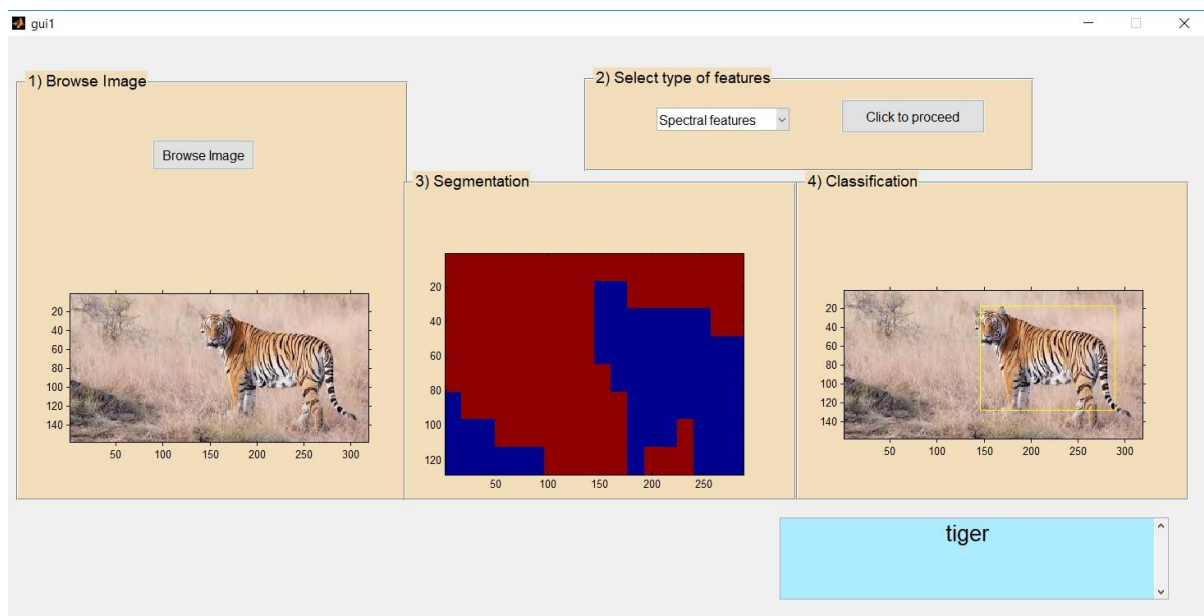 gui1
1) Browse Image
Browse Image
20
40
60
80
100
120
140
50 100 150 200 250 300
2) Select type of features
Spectral features
Click to proceed
3) Segmentation
20
40
60
80
100
120
50 100 150 200 250
4) Classification
20
40
60
80
100
120
140
50 100 150 200 250 300
tiger